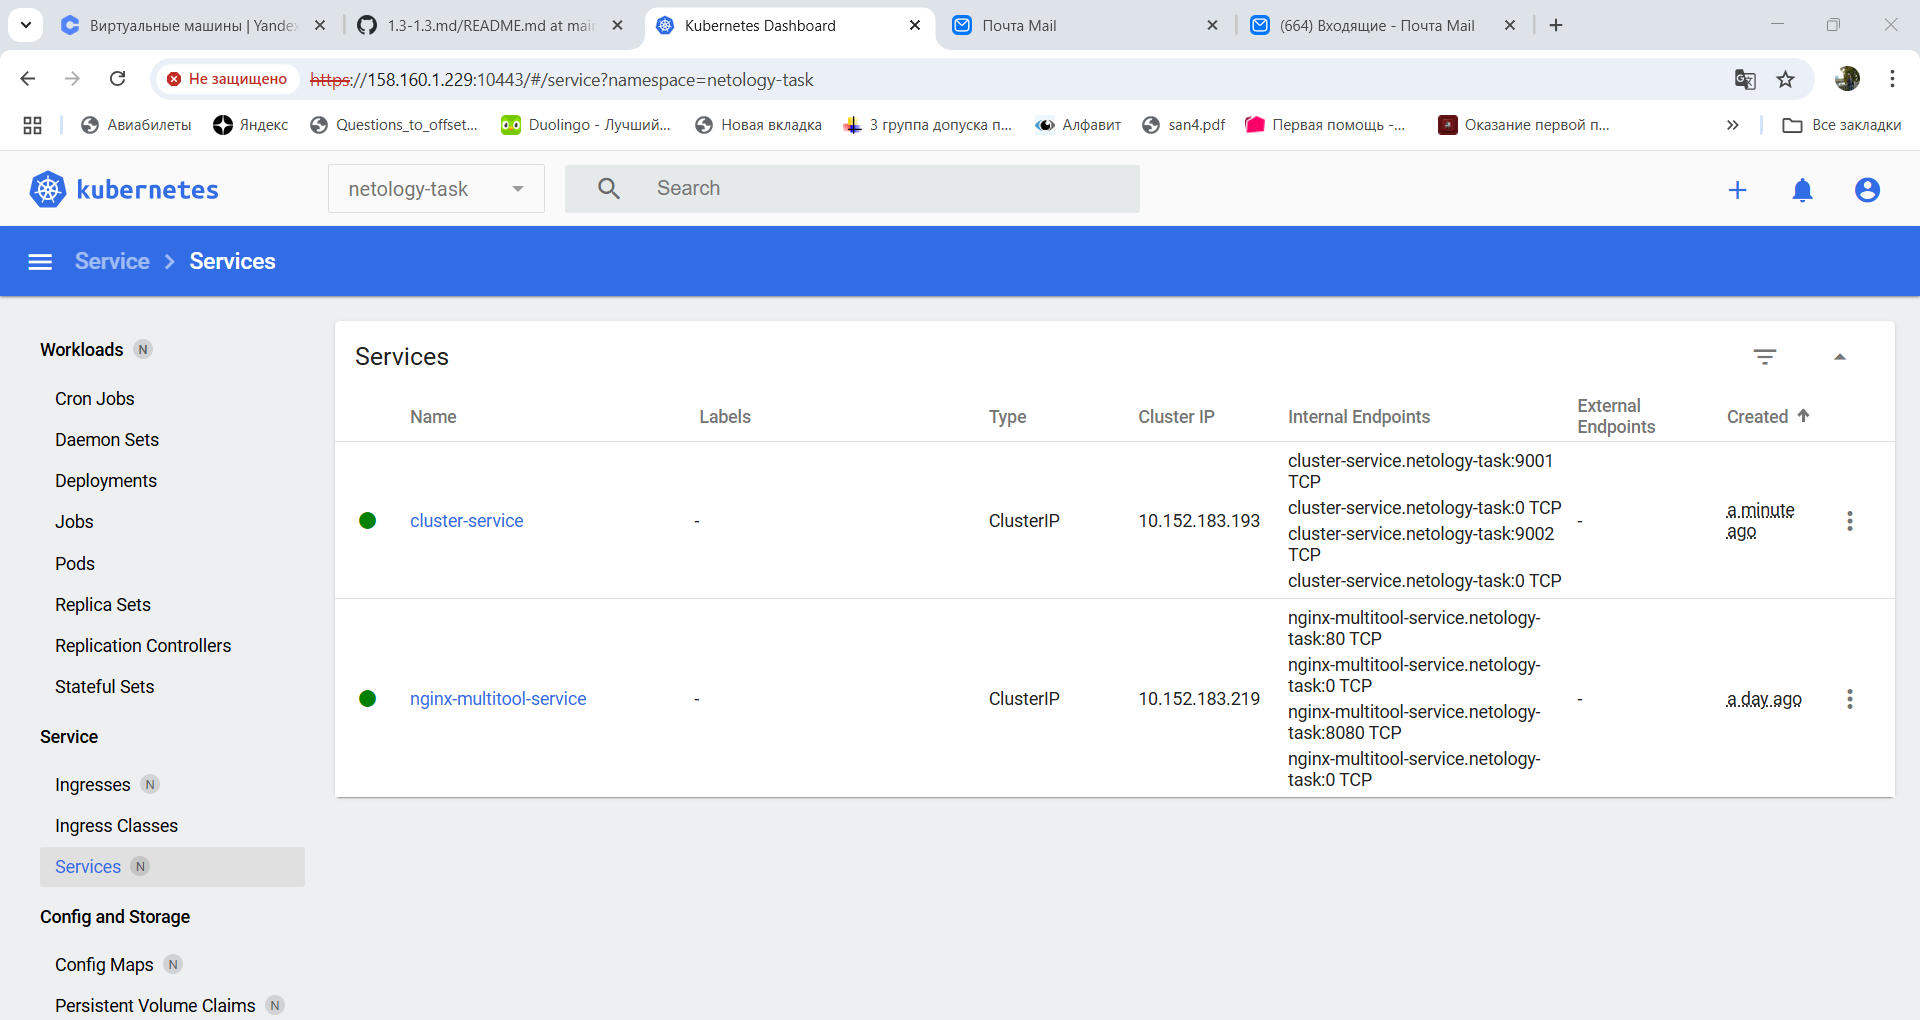 Виртуальные машины | Yandex
1.3-1.3.md/README.md at main
Kubernetes Dashboard
Почта Mail
(664) Входящие - Почта Mail
Не защищено
https://158.160.1.229:10443/#/service?namespace=netology-task
Авиабилеты
Яндекс
Questions_to_offset...
Duolingo - Лучший...
Новая вкладка
3 группа допуска п...
Алфавит
san4.pdf
Первая помощь -...
Оказание первой п...
Все закладки
kubernetes
netology-task
Search
Service
Services
Workloads N
Cron Jobs
Daemon Sets
Deployments
Jobs
Pods
Replica Sets
Replication Controllers
Stateful Sets
Service
Ingresses N
Ingress Classes
Services N
Config and Storage
Config Maps N
Persistent Volume Claims N
Services
Name
Labels
Type
Cluster IP
Internal Endpoints
External
Endpoints
Created
cluster-service
-
ClusterIP
10.152.183.193
cluster-service.netology-task:9001
TCP
cluster-service.netology-task:0 TCP
cluster-service.netology-task:9002
TCP
cluster-service.netology-task:0 TCP
-
a minute
ago
nginx-multitool-service
-
ClusterIP
10.152.183.219
nginx-multitool-service.netology-
task:80 TCP
nginx-multitool-service.netology-
task:0 TCP
nginx-multitool-service.netology-
task:8080 TCP
nginx-multitool-service.netology-
task:0 TCP
-
a day ago